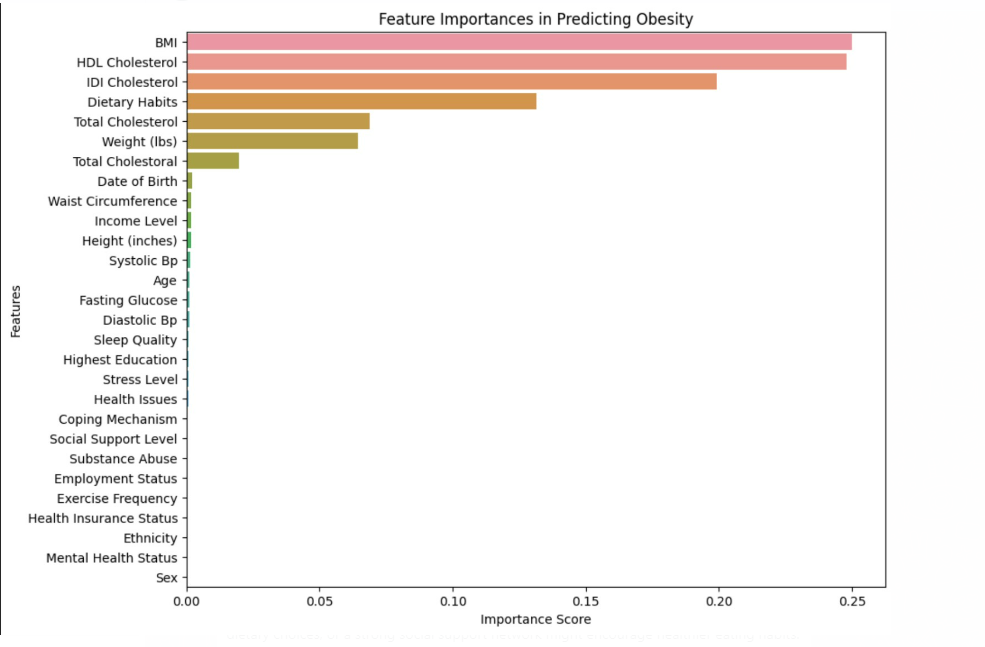 Feature Importances in Predicting Obesity
BMI
HDL Cholesterol
IDI Cholesterol
Dietary Habits
Total Cholesterol
Weight (lbs)
Total Cholestoral
Date of Birth
Waist Circumference
Income Level
Height (inches)
Systolic Bp
Age
Fasting Glucose
Diastolic Bp
Sleep Quality
Highest Education
Stress Level
Health Issues
Coping Mechanism
Social Support Level
Substance Abuse
Employment Status
Exercise Frequency
Health Insurance Status
Ethnicity
Mental Health Status
Sex
Features
0.00 0.05 0.10 0.15 0.20 0.25
Importance Score